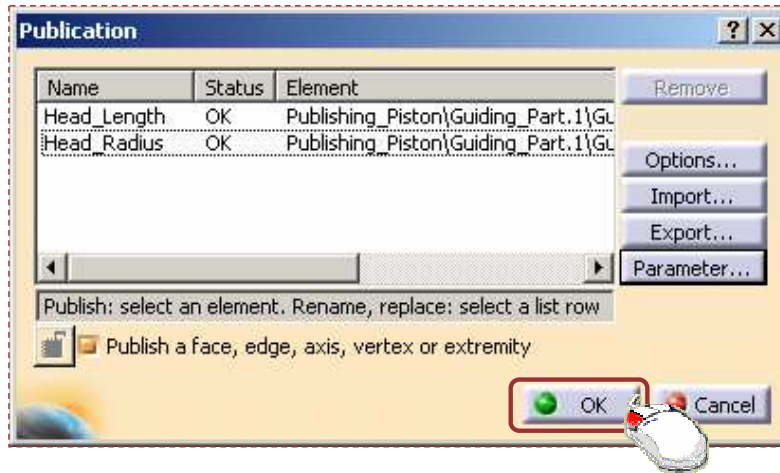 Publication
? X
Name Status Element Remove
Head_Length OK Publishing_Piston\Guiding_Part.1\Gu
Head_Radius OK Publishing_Piston\Guiding_Part.1\Gu
Options...
Import...
Export...
Parameter...
Publish: select an element. Rename, replace: select a list row
Publish a face, edge, axis, vertex or extremity
OK Cancel